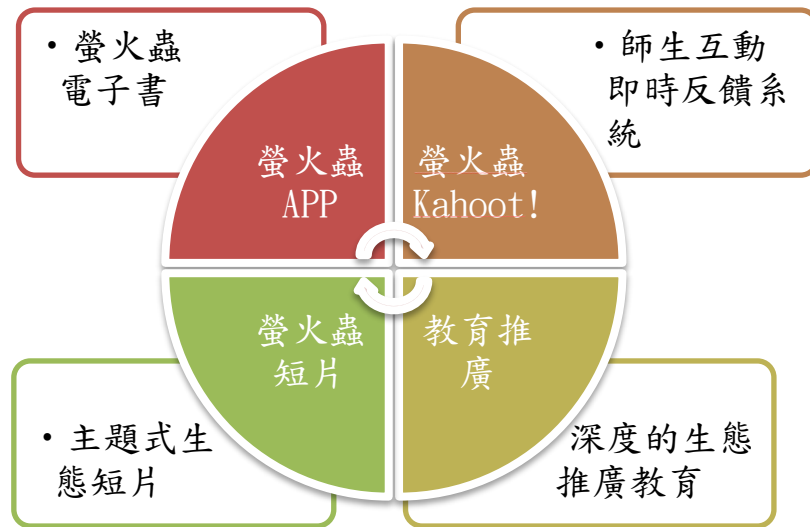 • 螢火蟲
電子書
• 師生互動
即時反饋系
統
螢火蟲
APP
螢火蟲
Kahoot!
螢火蟲
短片
教育推
廣
• 主題式生
態短片
深度的生態
推廣教育